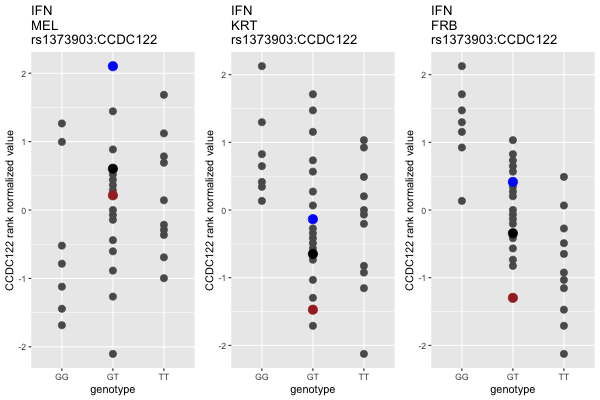 IFN
MEL
rs1373903:CCDC122
CCDC122 rank normalized value
2
1
0
-1
-2
GG
GT
TT
genotype
IFN
KRT
rs1373903:CCDC122
CCDC122 rank normalized value
2
1
0
-1
-2
GG
GT
TT
genotype
IFN
FRB
rs1373903:CCDC122
CCDC122 rank normalized value
2
1
0
-1
-2
GG
GT
TT
genotype